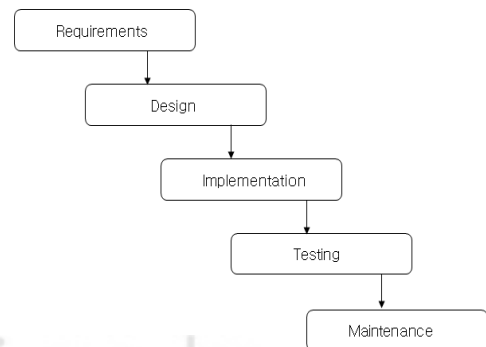 Requirements
Design
Implementation
Testing
Maintenance